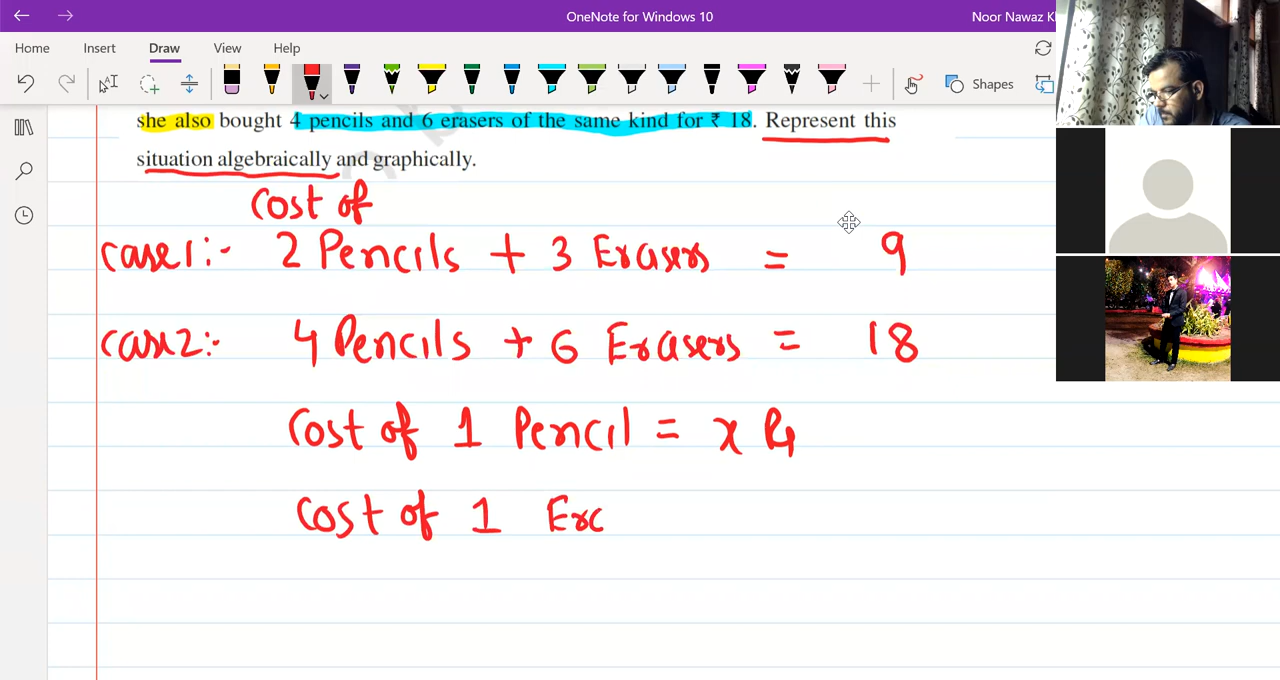 OneNote for Windows 10
Noor Nawaz K
Home Insert Draw View Help
Shapes
she also bought 4 pencils and 6 erasers of the same kind for ₹ 18. Represent this
situation algebraically and graphically.
Cost of
Case1:- 2 Pencils + 3 Erasers = 9
Case2:- 4 Pencils + 6 Erasers = 18
Cost of 1 Pencil = x
Cost of 1 Era